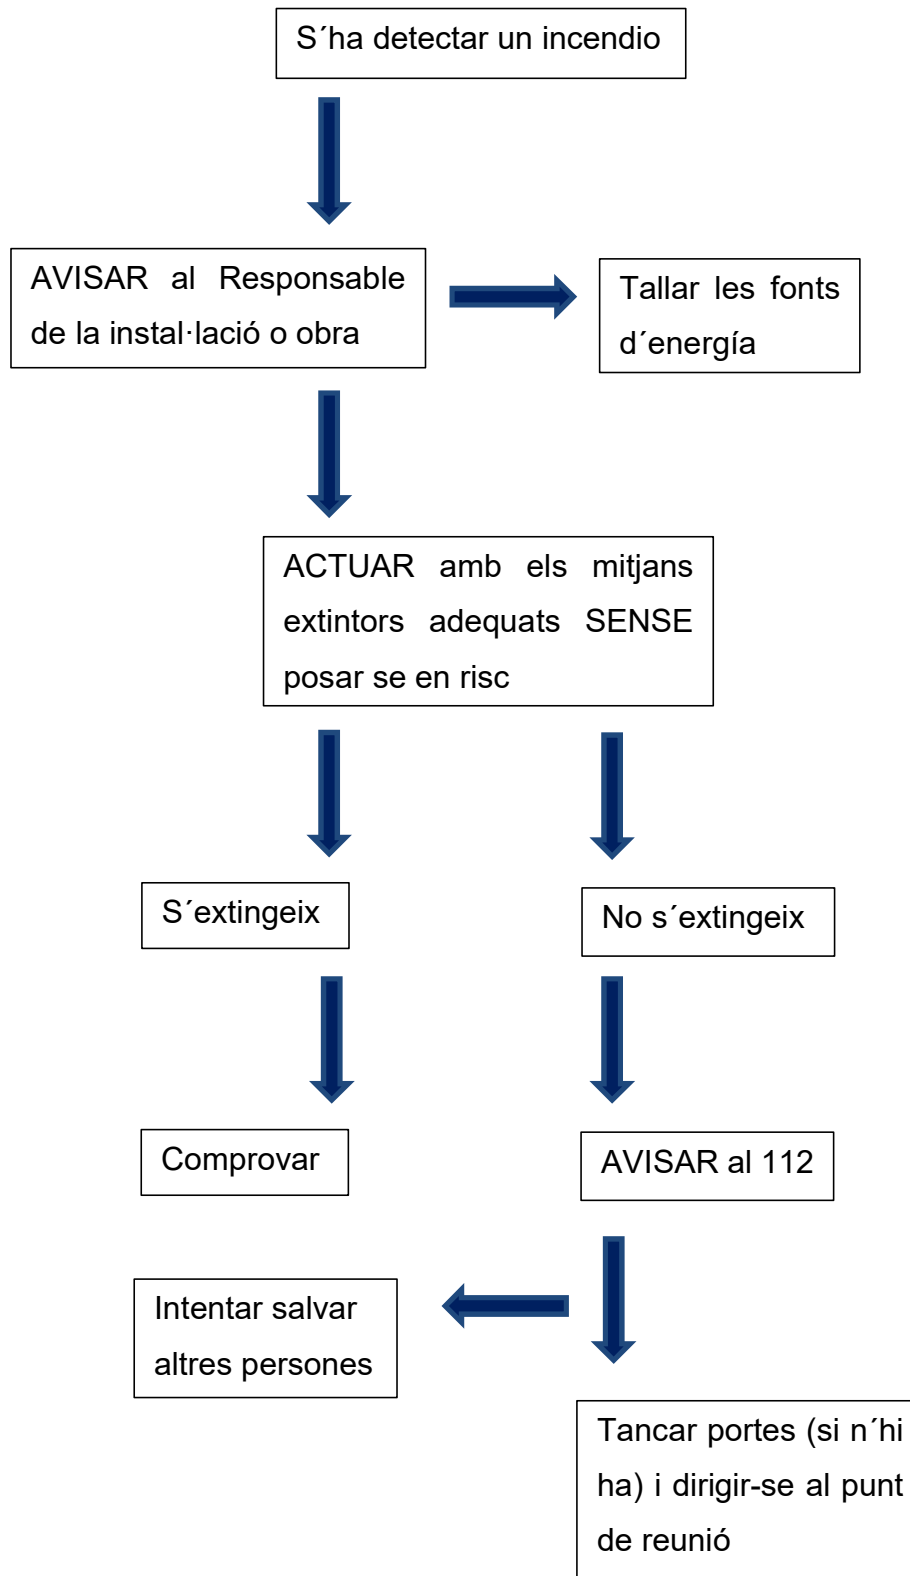 S´ha detectar un incendio
AVISAR al Responsable
de la instal·lació o obra
Tallar les fonts
d´energía
ACTUAR amb els mitjans
extintors adequats SENSE
posar se en risc
S´extingeix
No s´extingeix
Comprovar
AVISAR al 112
Intentar salvar
altres persones
Tancar portes (si n´hi
ha) i dirigir-se al punt
de reunió